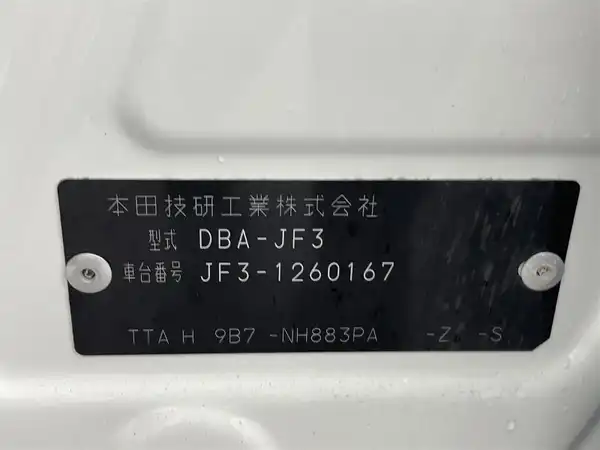 本田技研工業株式会社
型式 DBA-JF3
車台番号 JF3-1260167
TTA H 9B7 -NH883PA -Z -S